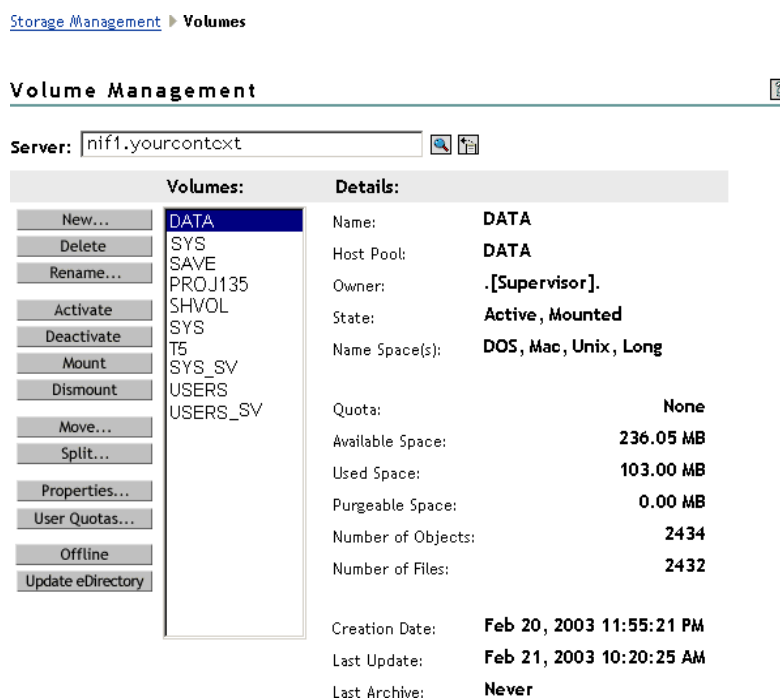 Storage Management Volumes
Volume Management
Server: nif1.yourcontext
Volumes: Details:
New...
Delete
Rename...
Activate
Deactivate
Mount
Dismount
Move...
Split...
Properties...
User Quotas...
Offline
Update eDirectory
DATA
SYS
SAVE
PROJ135
SHVOL
SYS
T5
SYS_SV
USERS
USERS_SV
Name: DATA
Host Pool: DATA
Owner: .[Supervisor].
State: Active, Mounted
Name Space(s): DOS, Mac, Unix, Long
Quota: None
Available Space: 236.05 MB
Used Space: 103.00 MB
Purgeable Space: 0.00 MB
Number of Objects: 2434
Number of Files: 2432
Creation Date: Feb 20, 2003 11:55:21 PM
Last Update: Feb 21, 2003 10:20:25 AM
Last Archive: Never